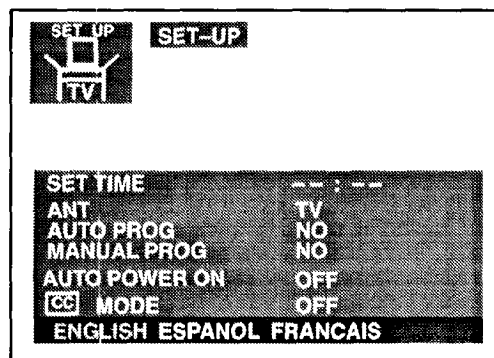 SET UP
SET–UP
TV
SET TIME – – : – –
ANT TV
AUTO PROG NO
MANUAL PROG NO
AUTO POWER ON OFF
CC MODE OFF
ENGLISH ESPANOL FRANCAIS